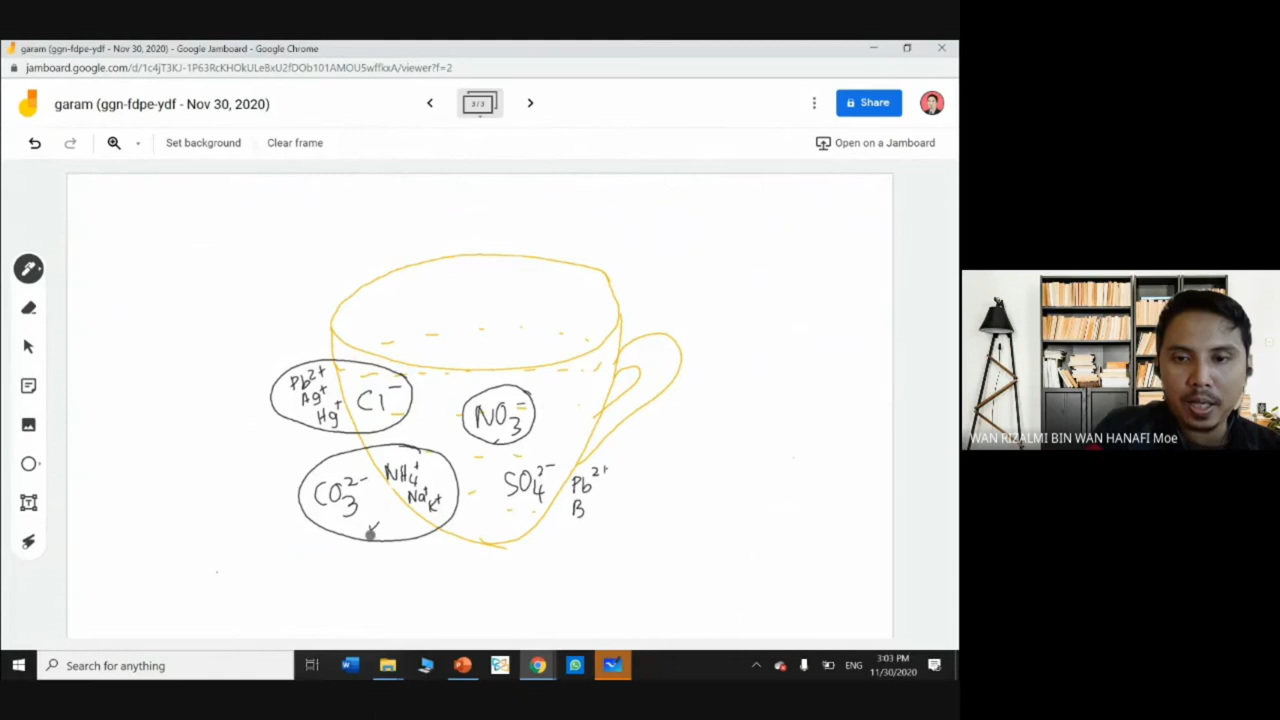 garam (ggn-fdpe-ydf - Nov 30, 2020) - Google Jamboard - Google Chrome
jamboard.google.com/d/1c4jT3KJ-1P63RcKHOkULeBxU2fDOb101AMOU5wffkxA/viewer?f=2
garam (ggn-fdpe-ydf - Nov 30, 2020)
3/3
Share
Set background
Clear frame
Open on a Jamboard
Pb²⁺
Ag⁺
Hg⁺
Cl⁻
NO₃⁻
CO₃²⁻
NH₄⁺
Na⁺
K⁺
SO₄²⁻
Pb²⁺
B
WAN RIZALMI BIN WAN HANAFI Moe
Search for anything
ENG
3:03 PM
11/30/2020